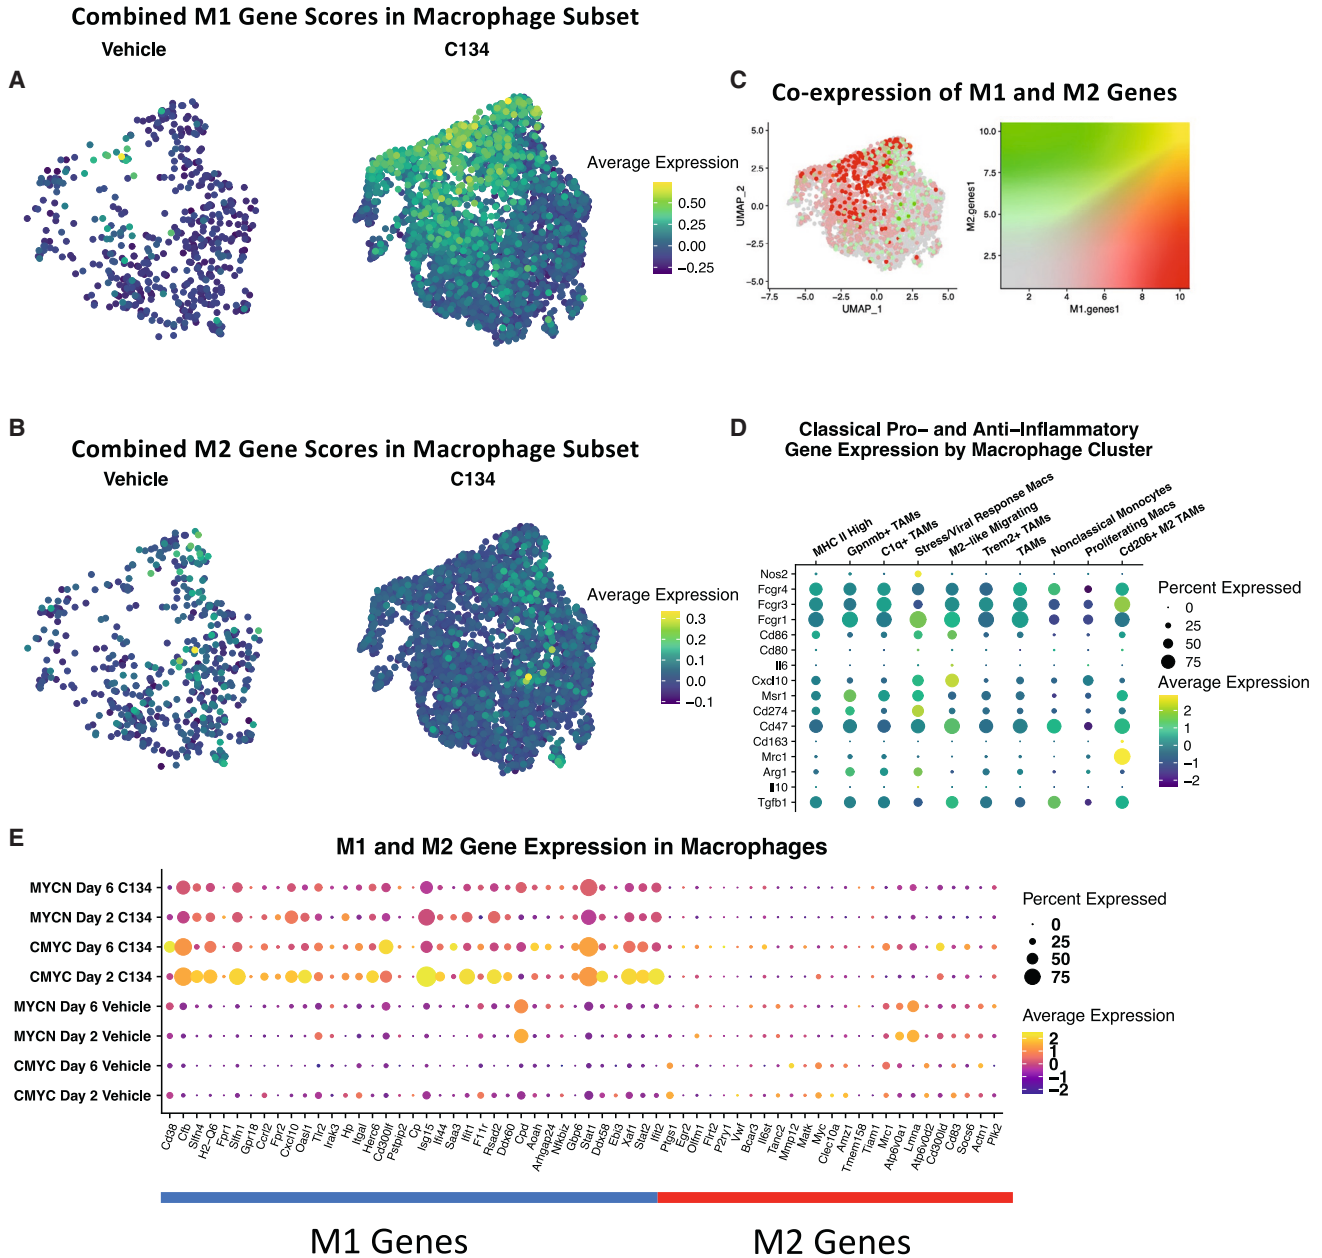 Combined M1 Gene Scores in Macrophage Subset
Vehicle
C134
A
Average Expression
0.50
0.25
0.00
−0.25
C
Co-expression of M1 and M2 Genes
5.0
2.5
0.0
−2.5
−5.0
UMAP_2
−7.5 −5.0 −2.5 0.0 2.5 5.0
UMAP_1
10.0
7.5
5.0
2.5
M2.genes1
2 4 6 8 10
M1.genes1
B
Combined M2 Gene Scores in Macrophage Subset
Vehicle
C134
Average Expression
0.3
0.2
0.1
0.0
−0.1
D
Classical Pro− and Anti−Inflammatory
Gene Expression by Macrophage Cluster
MHC II High
Gpnmb+ TAMs
C1q+ TAMs
Stress/Viral Response Macs
M2−like Migrating
Trem2+ TAMs
TAMs
Nonclassical Monocytes
Proliferating Macs
Cd206+ M2 TAMs
Nos2
Fcgr4
Fcgr3
Fcgr1
Cd86
Cd80
Il6
Cxcl10
Msr1
Cd274
Cd47
Cd163
Mrc1
Arg1
Il10
Tgfb1
Percent Expressed
0
25
50
75
Average Expression
2
1
0
−1
−2
E
M1 and M2 Gene Expression in Macrophages
MYCN Day 6 C134
MYCN Day 2 C134
CMYC Day 6 C134
CMYC Day 2 C134
MYCN Day 6 Vehicle
MYCN Day 2 Vehicle
CMYC Day 6 Vehicle
CMYC Day 2 Vehicle
Cd38
Cfb
Slfn4
H2−Q6
Fpr1
Slfn1
Gpr18
Ccrl2
Fpr2
Cxcl10
Oasl1
Tlr2
Irak3
Hp
Itgal
Herc6
Cd300lf
Pstpip2
Cp
Isg15
Ifi44
Saa3
Ifit1
F11r
Rsad2
Ddx60
Cpd
Aoah
Arhgap24
Nfkbiz
Gbp6
Stat1
Ddx58
Ebi3
Xaf1
Stat2
Ifit2
Ptgs1
Egr2
Olfm1
Flrt2
P2ry1
Vwf
Bcar3
Il6st
Tanc2
Mmp12
Matk
Myc
Clec10a
Amz1
Tmem158
Tiam1
Mrc1
Atp6v0a1
Lmna
Atp6v0d2
Cd300ld
Cd83
Socs6
Actn1
Plk2
Percent Expressed
0
25
50
75
Average Expression
2
1
0
−1
−2
M1 Genes
M2 Genes